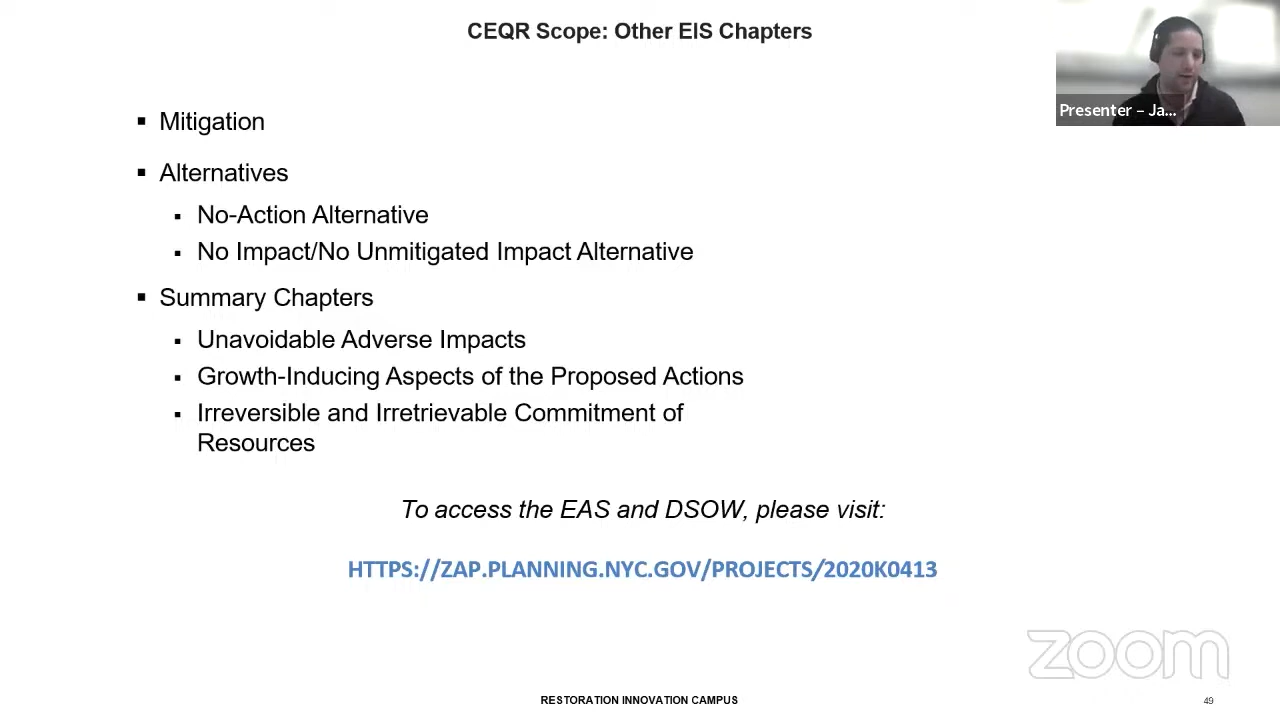 CEQR Scope: Other EIS Chapters
Presenter – Ja...
▪ Mitigation
▪ Alternatives
▪ No-Action Alternative
▪ No Impact/No Unmitigated Impact Alternative
▪ Summary Chapters
▪ Unavoidable Adverse Impacts
▪ Growth-Inducing Aspects of the Proposed Actions
▪ Irreversible and Irretrievable Commitment of
Resources
To access the EAS and DSOW, please visit:
HTTPS://ZAP.PLANNING.NYC.GOV/PROJECTS/2020K0413
zoom
RESTORATION INNOVATION CAMPUS
49